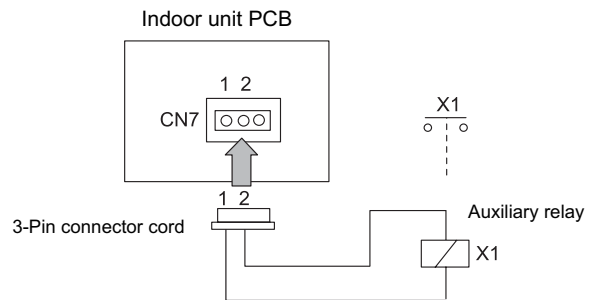 Indoor unit PCB
1 2
CN7
X1
1 2
3-Pin connector cord
Auxiliary relay
X1